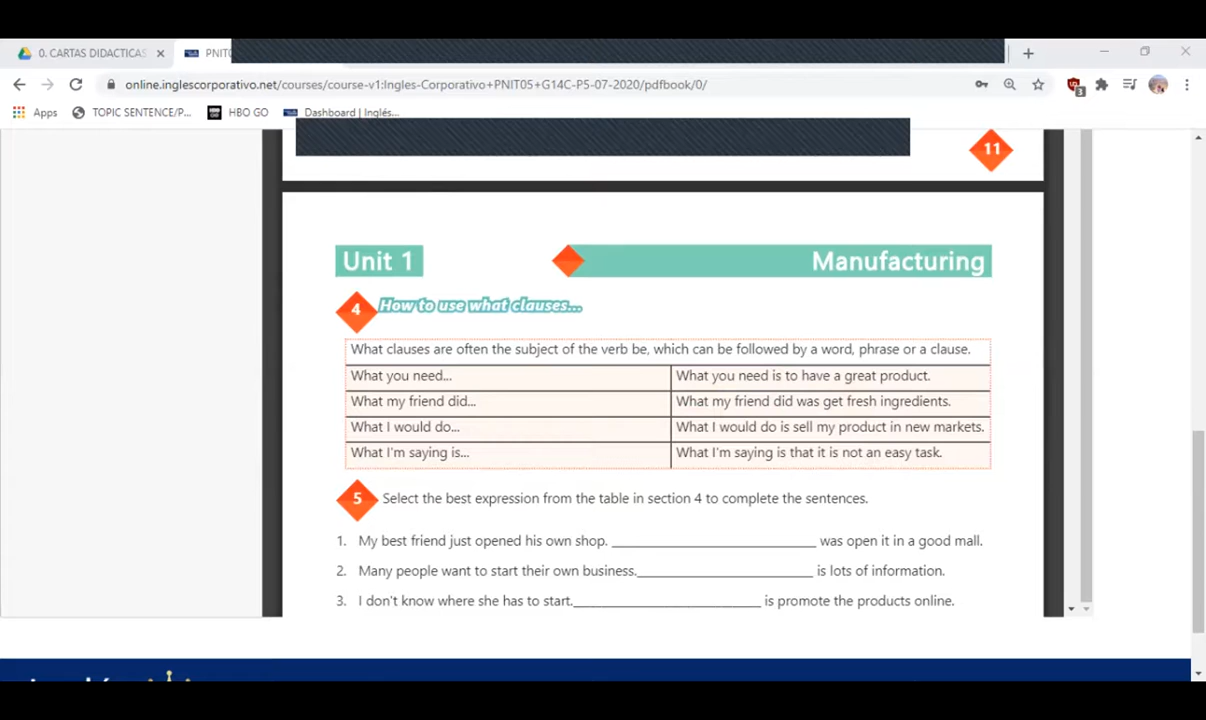 0. CARTAS DIDACTICAS
PNIT
online.inglescorporativo.net/courses/course-v1:Ingles-Corporativo+PNIT05+G14C-P5-07-2020/pdfbook/0/
3
Apps TOPIC SENTENCE/P... HBO GO Dashboard | Inglés...
11
Unit 1 Manufacturing
4 How to use what clauses...
What clauses are often the subject of the verb be, which can be followed by a word, phrase or a clause.
What you need... What you need is to have a great product.
What my friend did... What my friend did was get fresh ingredients.
What I would do... What I would do is sell my product in new markets.
What I'm saying is... What I'm saying is that it is not an easy task.
5 Select the best expression from the table in section 4 to complete the sentences.
1. My best friend just opened his own shop. ____________________ was open it in a good mall.
2. Many people want to start their own business.____________________ is lots of information.
3. I don't know where she has to start.____________________ is promote the products online.